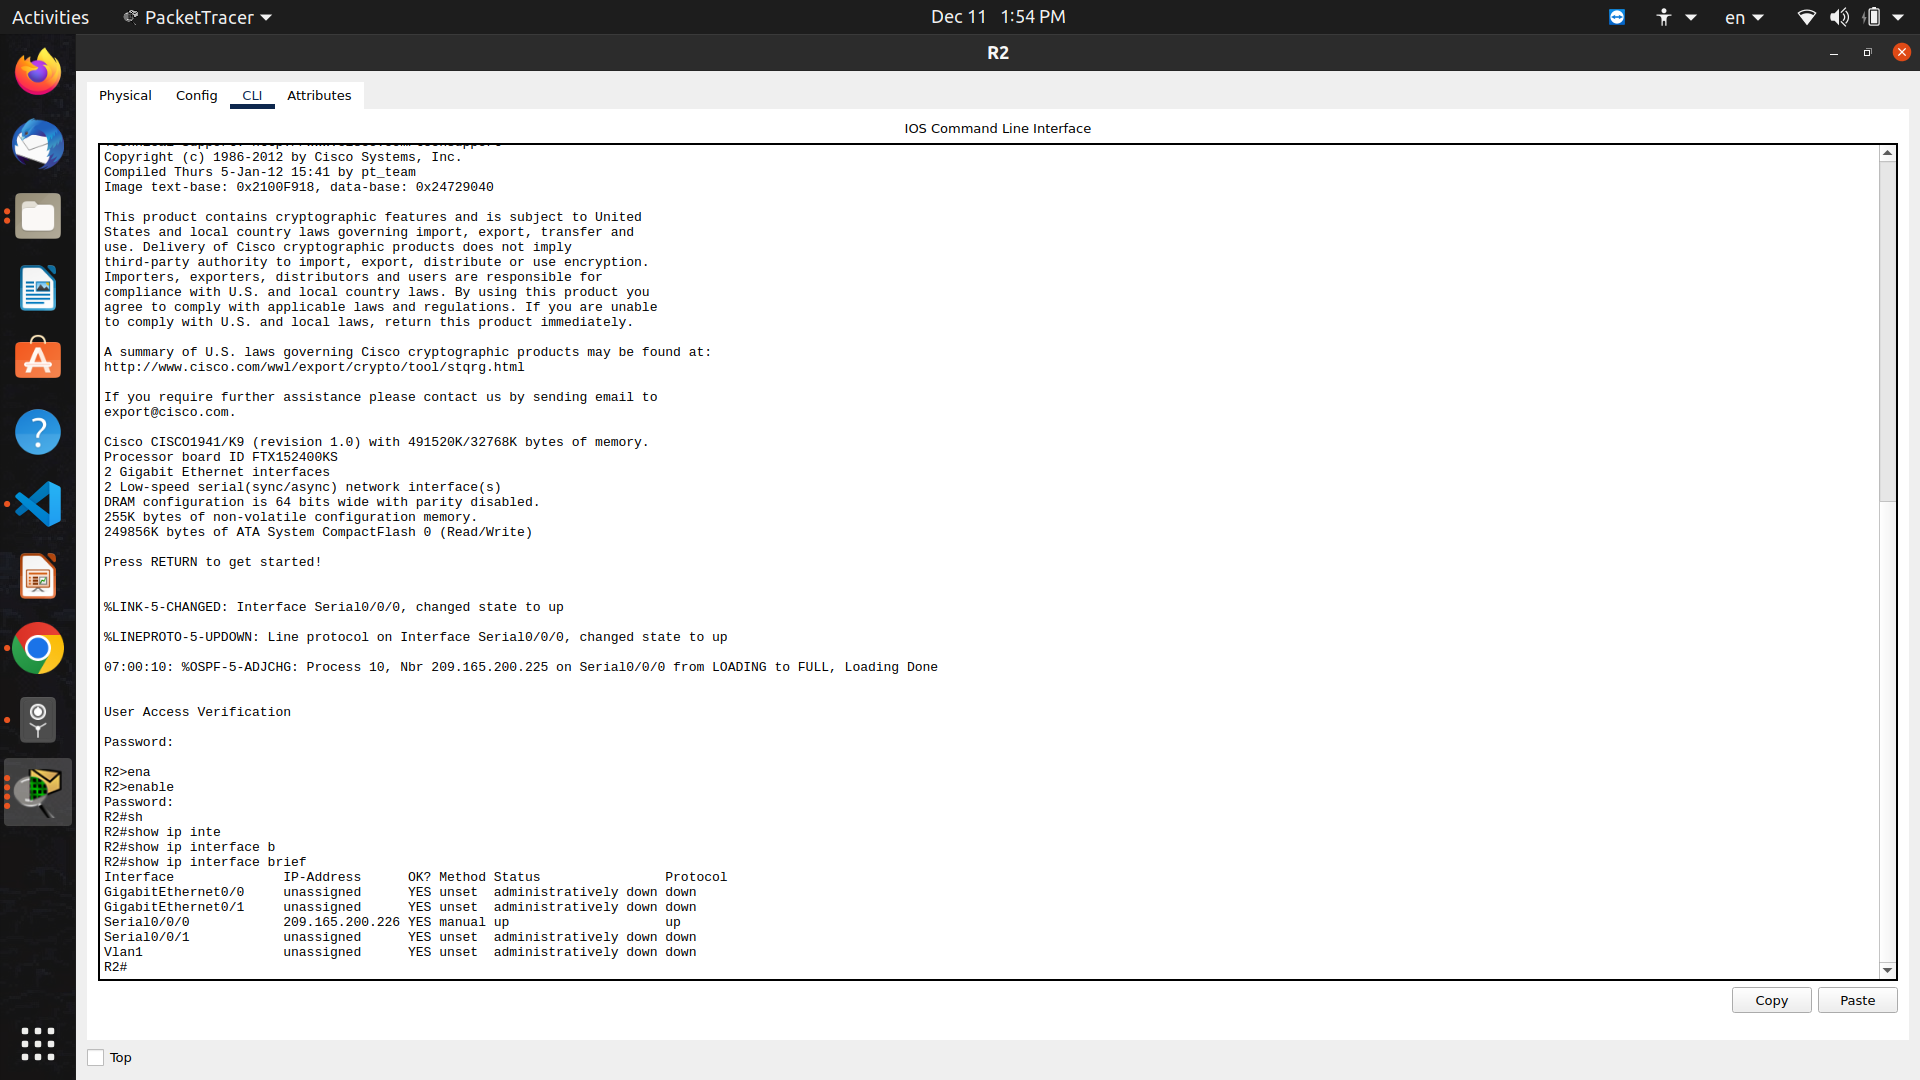 Activities
PacketTracer
Dec 11 1:54 PM
en
R2
Physical
Config
CLI
Attributes
IOS Command Line Interface
Copyright (c) 1986-2012 by Cisco Systems, Inc.
Compiled Thurs 5-Jan-12 15:41 by pt_team
Image text-base: 0x2100F918, data-base: 0x24729040
This product contains cryptographic features and is subject to United
States and local country laws governing import, export, transfer and
use. Delivery of Cisco cryptographic products does not imply
third-party authority to import, export, distribute or use encryption.
Importers, exporters, distributors and users are responsible for
compliance with U.S. and local country laws. By using this product you
agree to comply with applicable laws and regulations. If you are unable
to comply with U.S. and local laws, return this product immediately.
A summary of U.S. laws governing Cisco cryptographic products may be found at:
http://www.cisco.com/wwl/export/crypto/tool/stqrg.html
If you require further assistance please contact us by sending email to
export@cisco.com.
Cisco CISCO1941/K9 (revision 1.0) with 491520K/32768K bytes of memory.
Processor board ID FTX152400KS
2 Gigabit Ethernet interfaces
2 Low-speed serial(sync/async) network interface(s)
DRAM configuration is 64 bits wide with parity disabled.
255K bytes of non-volatile configuration memory.
249856K bytes of ATA System CompactFlash 0 (Read/Write)
Press RETURN to get started!
%LINK-5-CHANGED: Interface Serial0/0/0, changed state to up
%LINEPROTO-5-UPDOWN: Line protocol on Interface Serial0/0/0, changed state to up
07:00:10: %OSPF-5-ADJCHG: Process 10, Nbr 209.165.200.225 on Serial0/0/0 from LOADING to FULL, Loading Done
User Access Verification
Password:
R2>ena
R2>enable
Password:
R2#sh
R2#show ip inte
R2#show ip interface b
R2#show ip interface brief
Interface IP-Address OK? Method Status Protocol
GigabitEthernet0/0 unassigned YES unset administratively down down
GigabitEthernet0/1 unassigned YES unset administratively down down
Serial0/0/0 209.165.200.226 YES manual up up
Serial0/0/1 unassigned YES unset administratively down down
Vlan1 unassigned YES unset administratively down down
R2#
Copy
Paste
Top